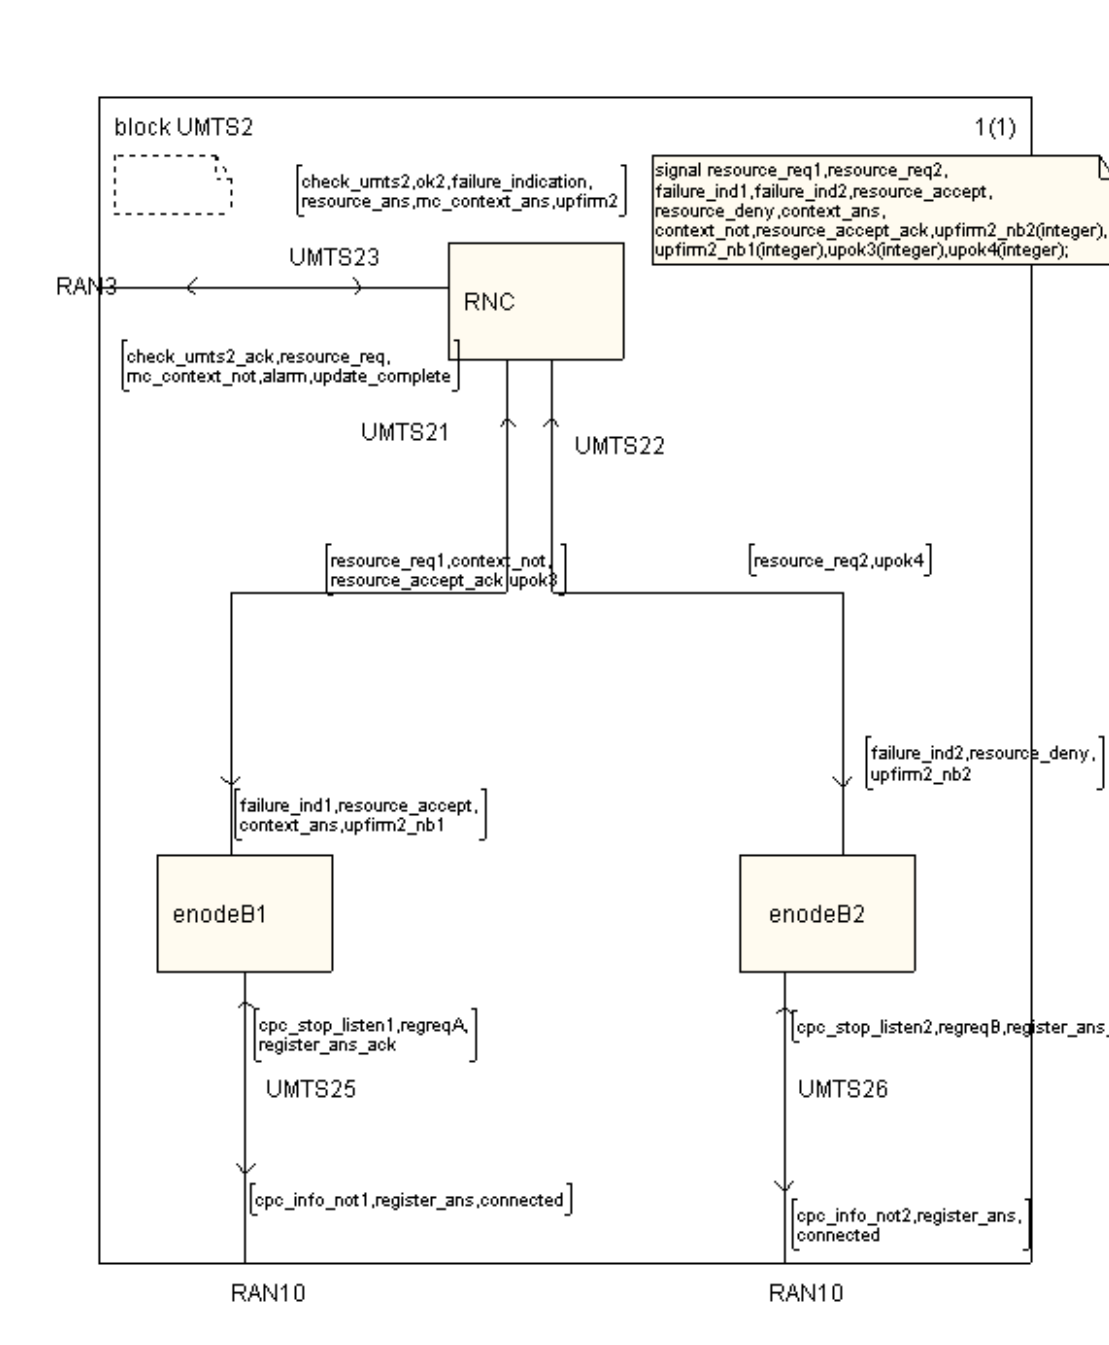 block UMTS2
1(1)
check_umts2,ok2,failure_indication,
resource_ans,mc_context_ans,upfirm2
signal resource_req1,resource_req2,
failure_ind1,failure_ind2,resource_accept,
resource_deny,context_ans,
context_not,resource_accept_ack,upfirm2_nb2(integer),
upfirm2_nb1(integer),upok3(integer),upok4(integer);
UMTS23
RAN3
RNC
check_umts2_ack,resource_req,
mc_context_not,alarm,update_complete
UMTS21
UMTS22
resource_req1,context_not,
resource_accept_ack,upok3
resource_req2,upok4
failure_ind2,resource_deny,
upfirm2_nb2
failure_ind1,resource_accept,
context_ans,upfirm2_nb1
enodeB1
enodeB2
cpc_stop_listen1,regreqA,
register_ans_ack
cpc_stop_listen2,regreqB,register_ans_
UMTS25
UMTS26
cpc_info_not1,register_ans,connected
cpc_info_not2,register_ans,
connected
RAN10
RAN10